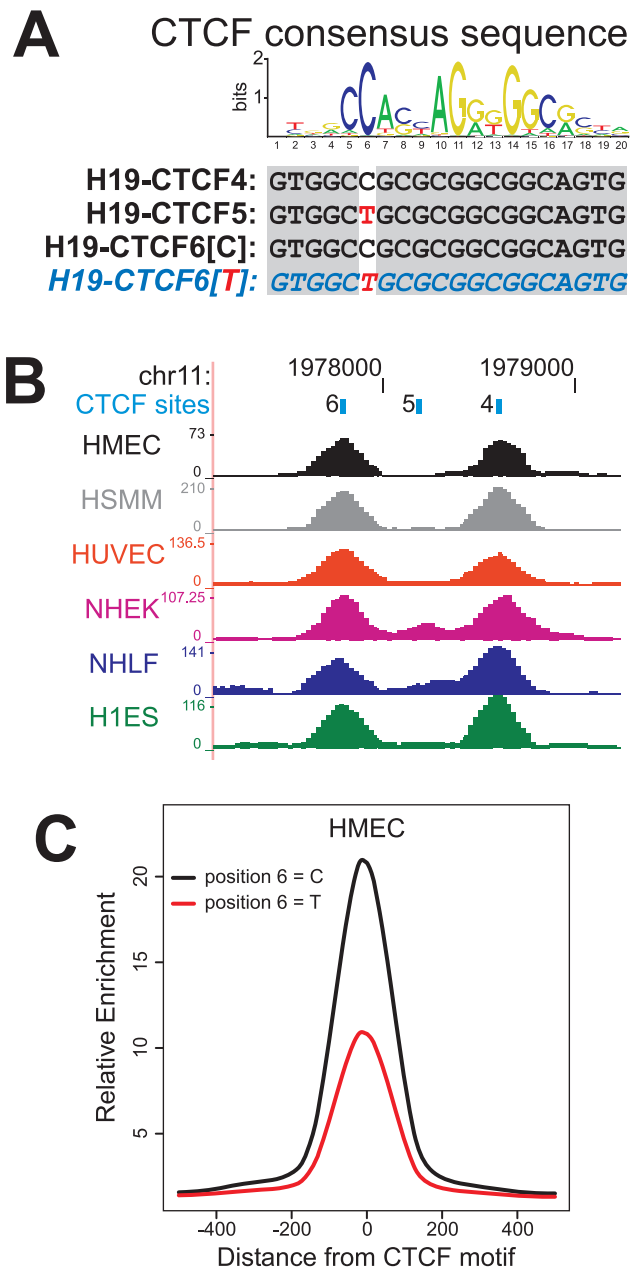 A
CTCF consensus sequence
2
1
bits
1 2 3 4 5 6 7 8 9 10 11 12 13 14 15 16 17 18 19 20
H19-CTCF4: GTGGCCGCGCGGCGGCAGTG
H19-CTCF5: GTGGCTGCGCGGCGGCAGTG
H19-CTCF6[C]: GTGGCCGCGCGGCGGCAGTG
H19-CTCF6[T]: GTGGCTGCGCGGCGGCAGTG
B
chr11: 1978000 1979000
CTCF sites 6 5 4
HMEC 73 0
HSMM 210 0
HUVEC 136.5 0
NHEK 107,25 0
NHLF 141 0
H1ES 116 0
C
HMEC
position 6 = C
position 6 = T
Relative Enrichment
20
15
10
5
-400 -200 0 200 400
Distance from CTCF motif